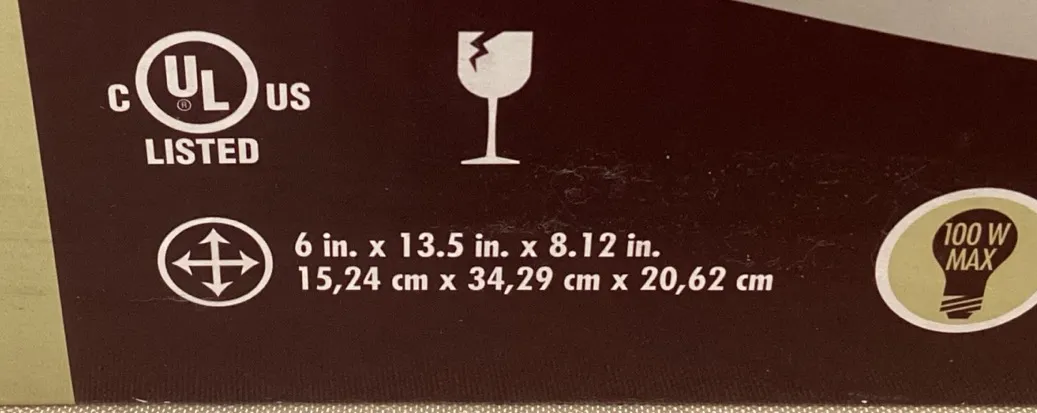 C UL® US
LISTED
6 in. x 13.5 in. x 8.12 in.
15,24 cm x 34,29 cm x 20,62 cm
100 W
MAX